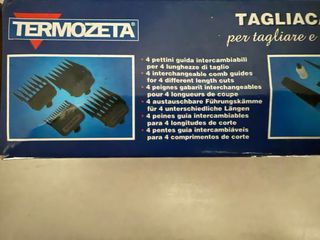 TERMOZETA®
TAGLIACA
per tagliare e
• 4 pettini guida intercambiabili
per 4 lunghezze di taglio
• 4 interchangeable comb guides
for 4 different length cuts
• 4 peignes gabarit interchangeables
pour 4 longueurs de coupe
• 4 austauschbare Führungskämme
für 4 unterschiedliche Längen
• 4 peines guía intercambiables
para 4 longitudes de corte
• 4 pentes guia intercambiáveis
para 4 comprimentos de corte